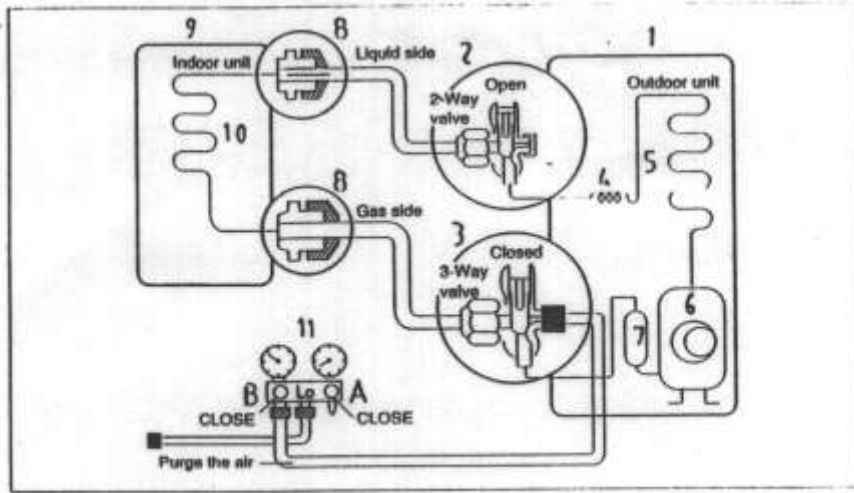 9
8
Liquid side
2
1
Indoor unit
Open
Outdoor unit
2-Way
valve
10
4
5
8
Gas side
3
Closed
3-Way
valve
6
7
11
B
Lo
A
CLOSE
CLOSE
Purge the air